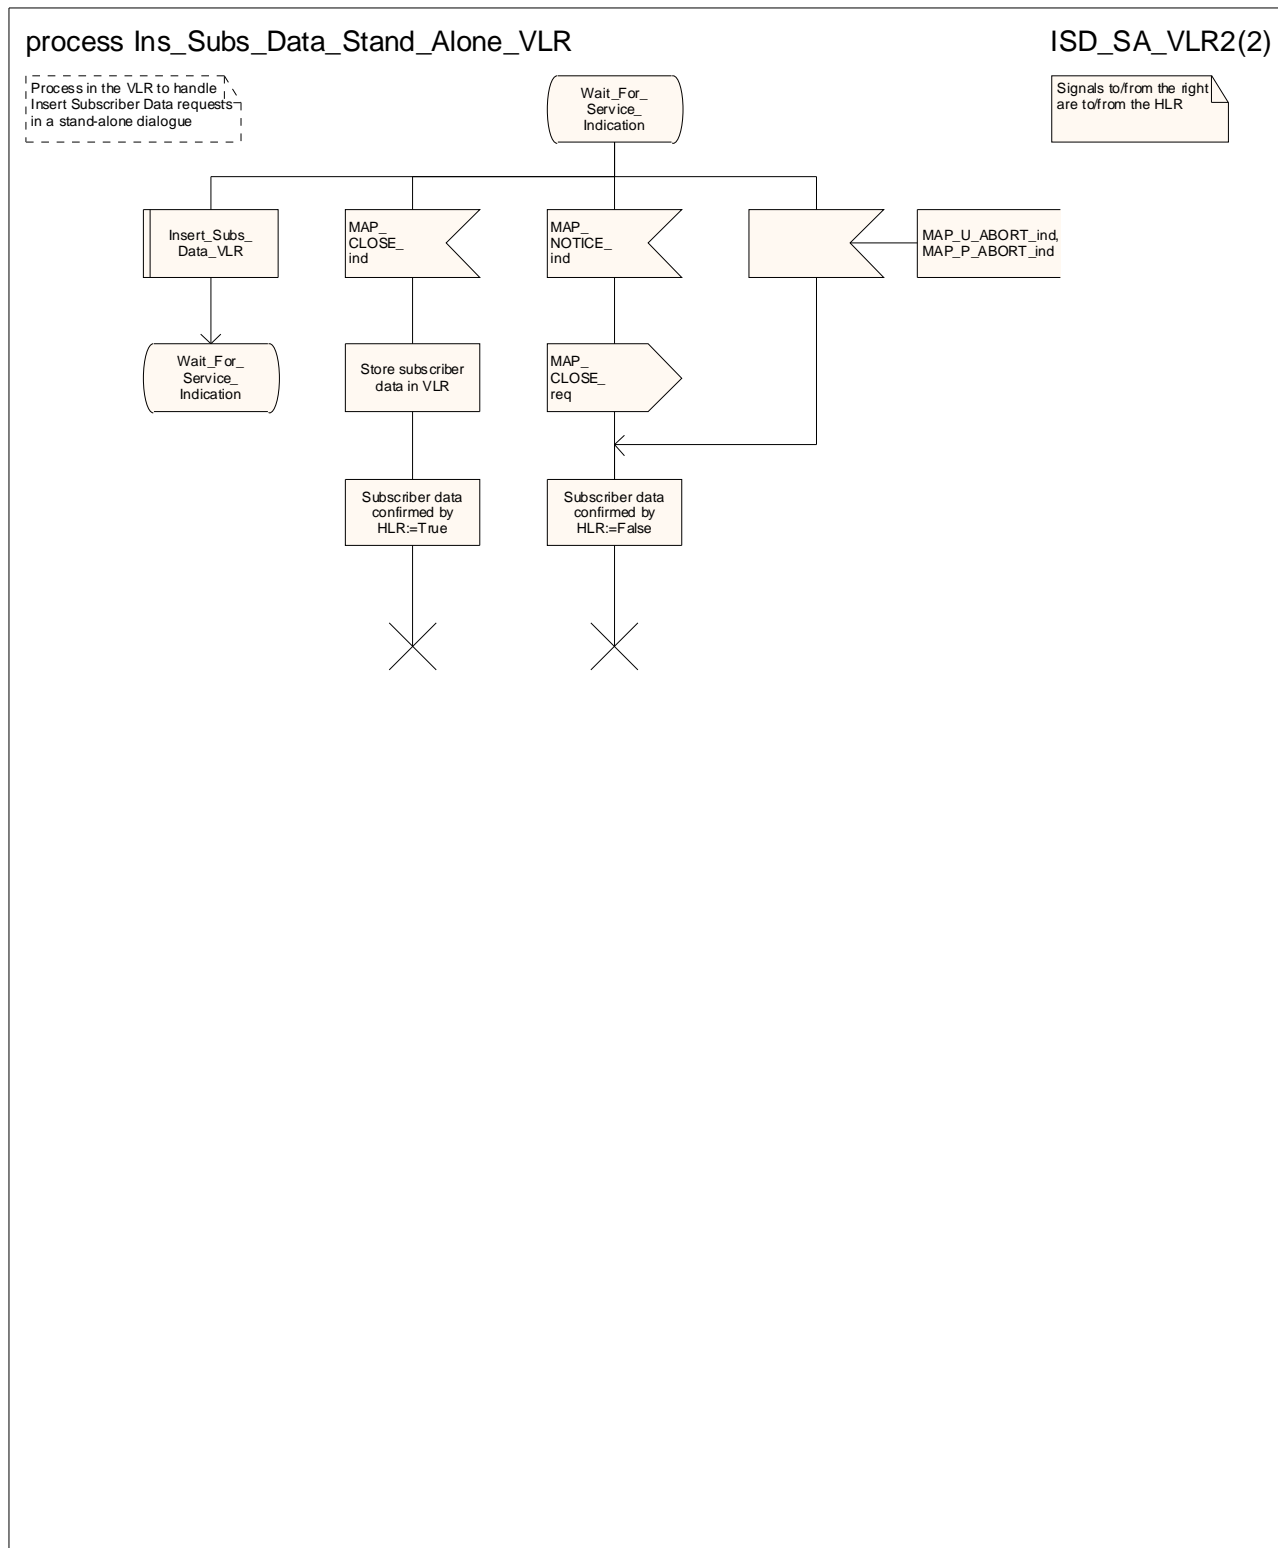 process Ins_Subs_Data_Stand_Alone_VLR
ISD_SA_VLR2(2)
Process in the VLR to handle
Insert Subscriber Data requests
in a stand-alone dialogue
Wait_For_
Service_
Indication
Signals to/from the right
are to/from the HLR
Insert_Subs_
Data_VLR
MAP_
CLOSE_
ind
MAP_
NOTICE_
ind
MAP_U_ABORT_ind,
MAP_P_ABORT_ind
Wait_For_
Service_
Indication
Store subscriber
data in VLR
MAP_
CLOSE_
req
Subscriber data
confirmed by
HLR:=True
Subscriber data
confirmed by
HLR:=False